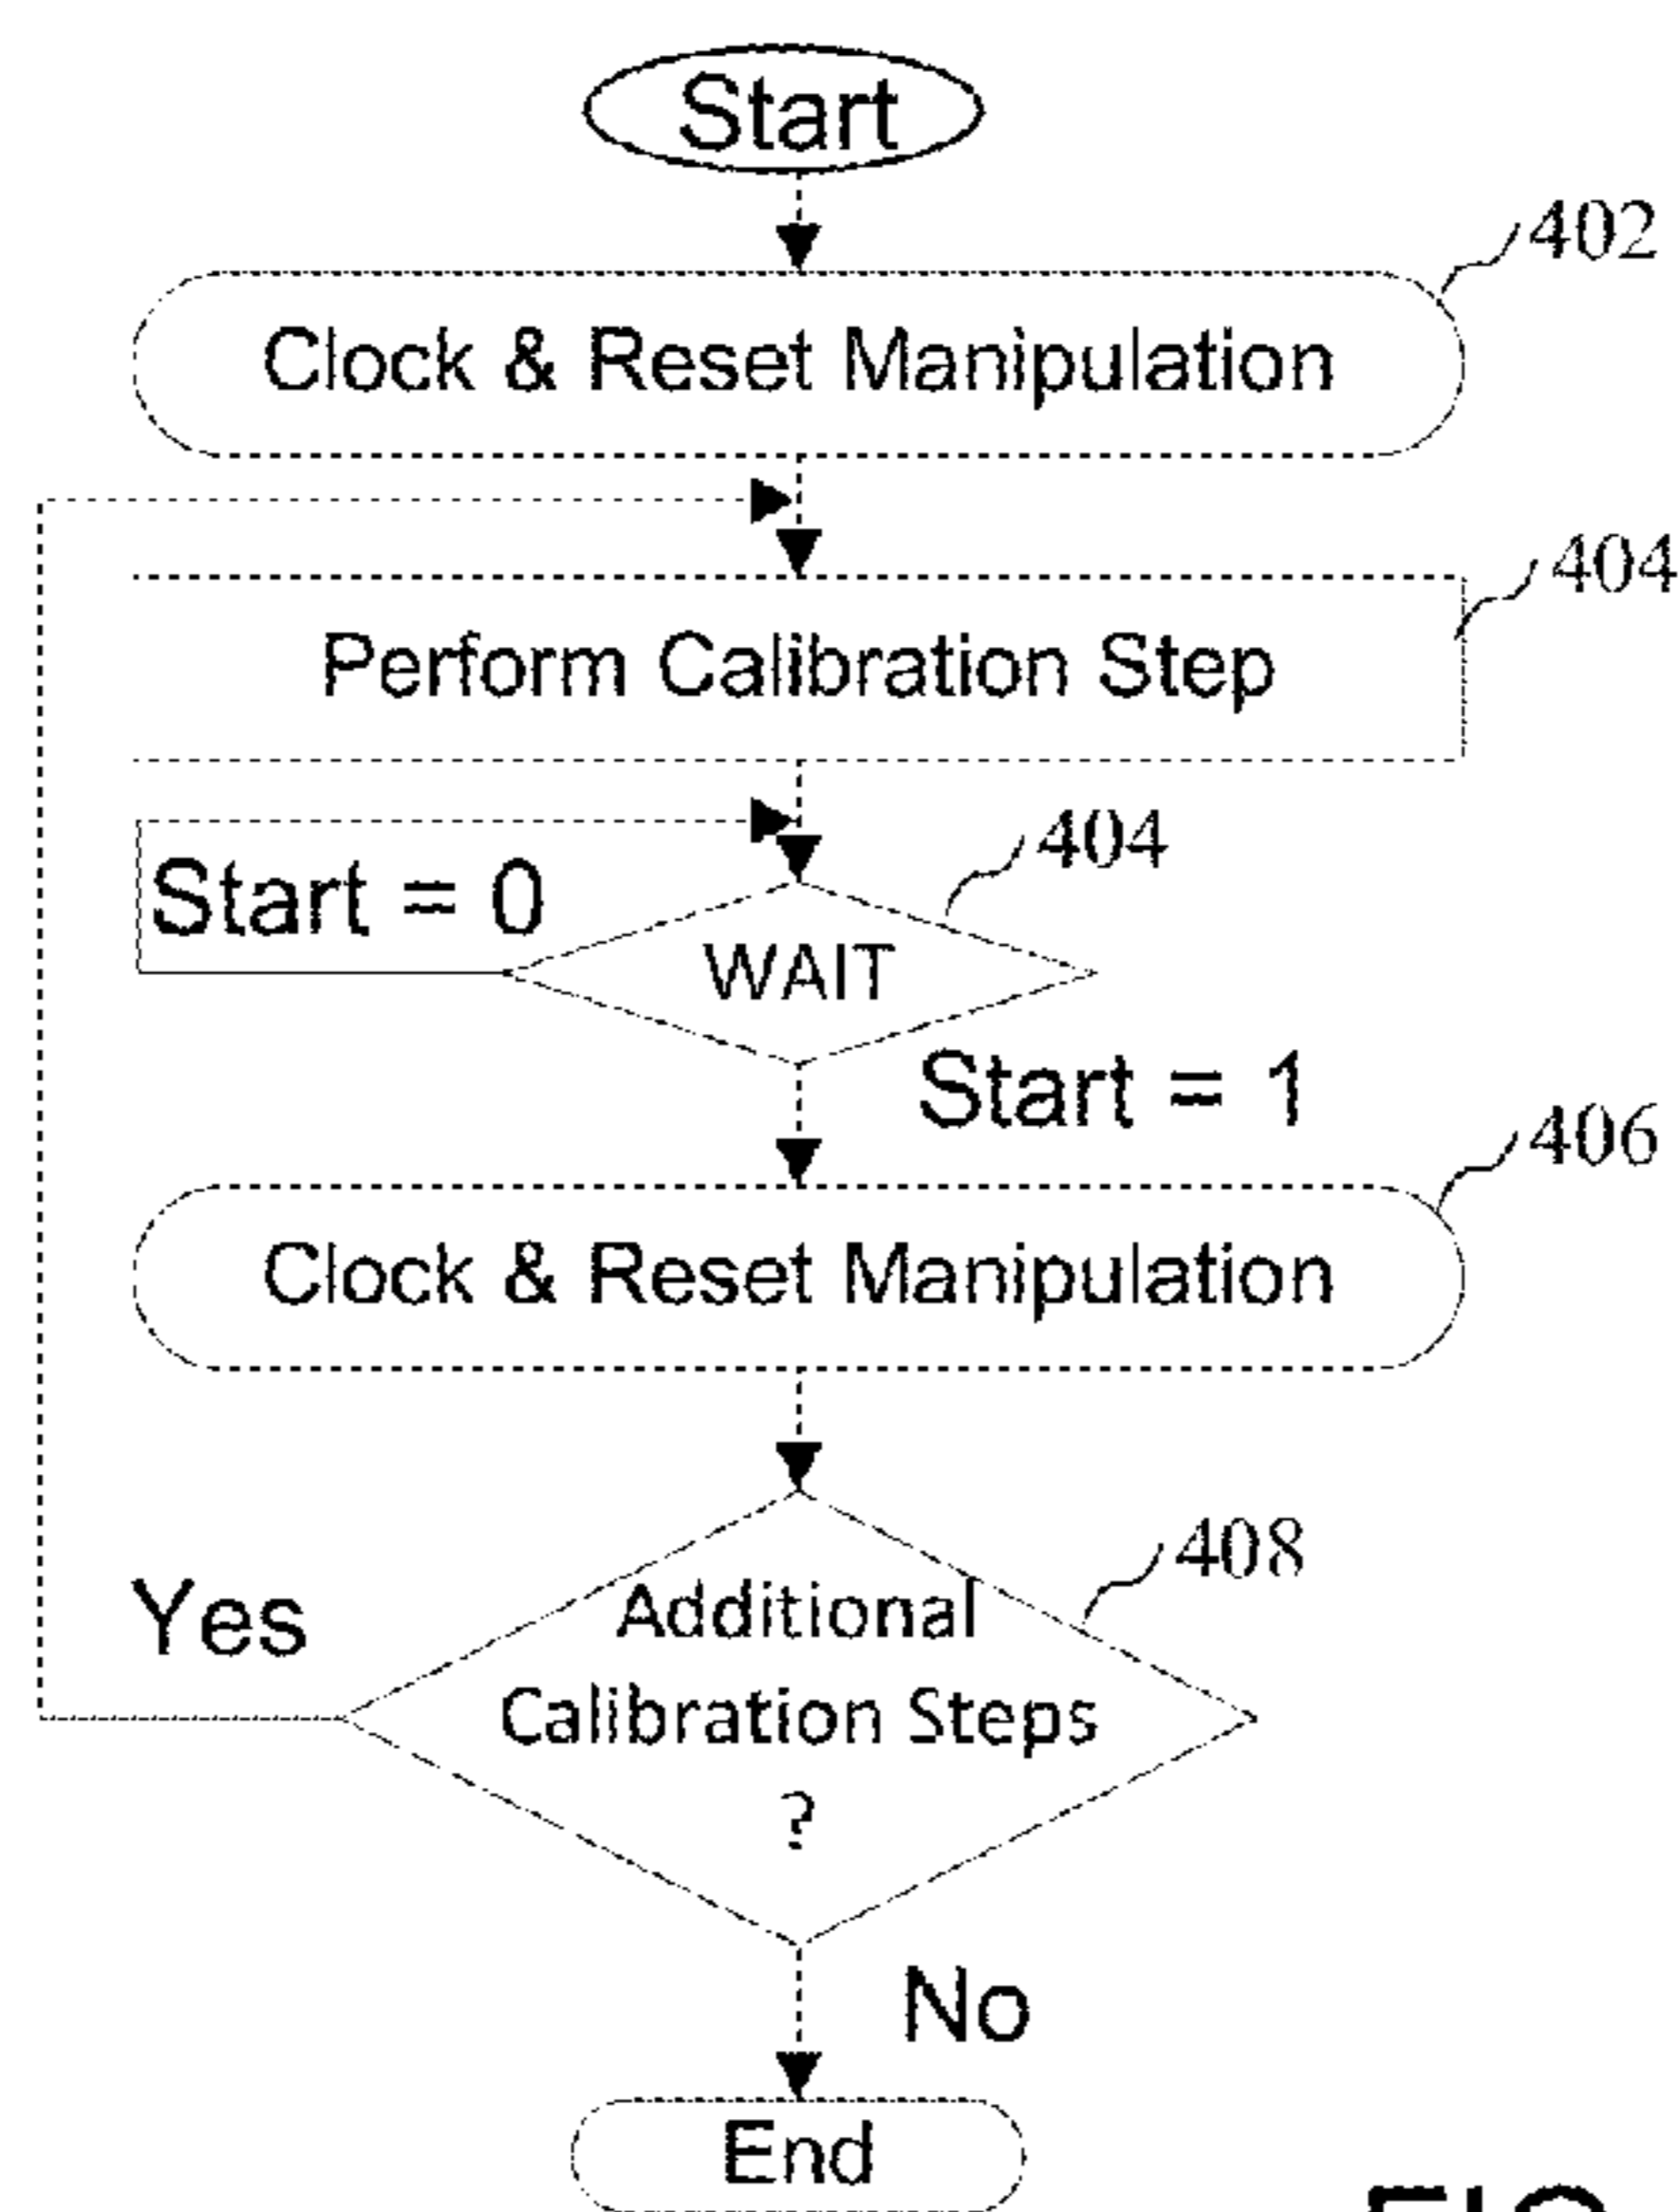 Start
402
Clock & Reset Manipulation
404
Perform Calibration Step
404
Start = 0
WAIT
Start = 1
406
Clock & Reset Manipulation
408
Yes
Additional
Calibration Steps
?
No
End